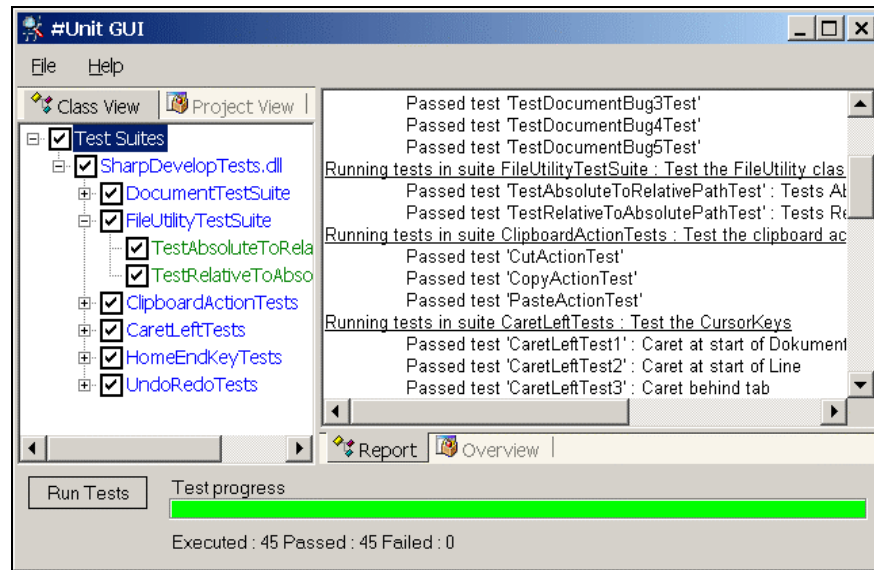 #Unit GUI
File Help
Class View Project View
Test Suites
SharpDevelopTests.dll
DocumentTestSuite
FileUtilityTestSuite
TestAbsoluteToRela
TestRelativeToAbso
ClipboardActionTests
CaretLeftTests
HomeEndKeyTests
UndoRedoTests
Passed test 'TestDocumentBug3Test'
Passed test 'TestDocumentBug4Test'
Passed test 'TestDocumentBug5Test'
Running tests in suite FileUtilityTestSuite : Test the FileUtility clas
Passed test 'TestAbsoluteToRelativePathTest' : Tests Ab
Passed test 'TestRelativeToAbsolutePathTest' : Tests Re
Running tests in suite ClipboardActionTests : Test the clipboard ac
Passed test 'CutActionTest'
Passed test 'CopyActionTest'
Passed test 'PasteActionTest'
Running tests in suite CaretLeftTests : Test the CursorKeys
Passed test 'CaretLeftTest1' : Caret at start of Dokument
Passed test 'CaretLeftTest2' : Caret at start of Line
Passed test 'CaretLeftTest3' : Caret behind tab
Report Overview
Run Tests
Test progress
Executed : 45 Passed : 45 Failed : 0